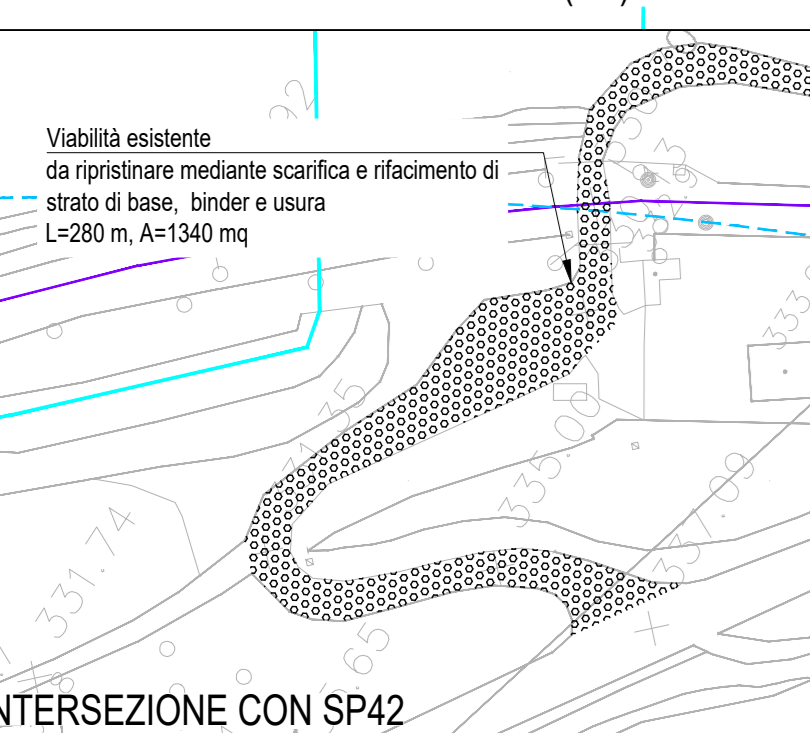 Viabilità esistente
da ripristinare mediante scarifica e rifacimento di
strato di base, binder e usura
L=280 m, A=1340 mq
335.00
337.09
331.74
NTERSEZIONE CON SP42